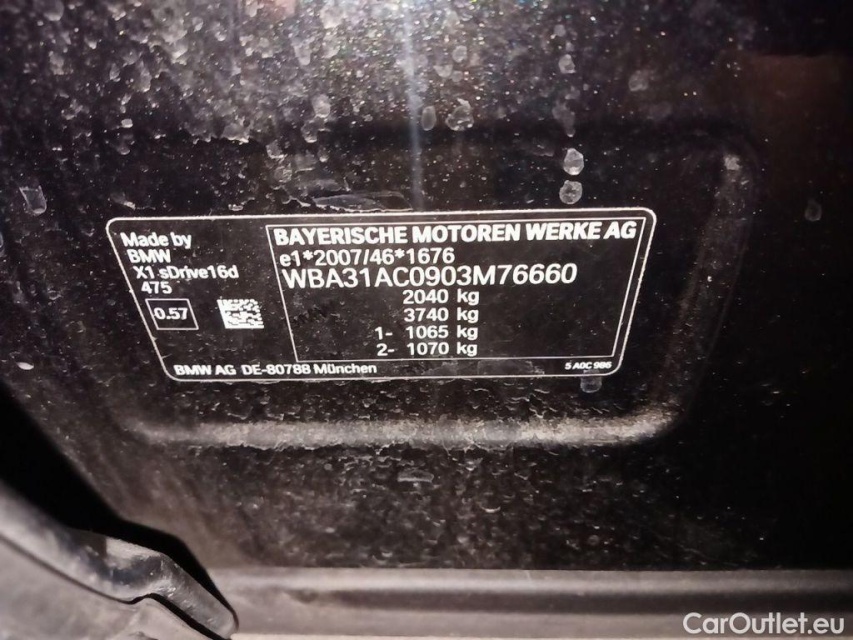 Made by
BMW
X1 sDrive16d
475
0.57
BAYERISCHE MOTOREN WERKE AG
e1*2007/46*1676
WBA31AC0903M76660
2040 kg
3740 kg
1- 1065 kg
2- 1070 kg
BMW AG DE-80788 München
5 A0C 986
CarOutlet.eu